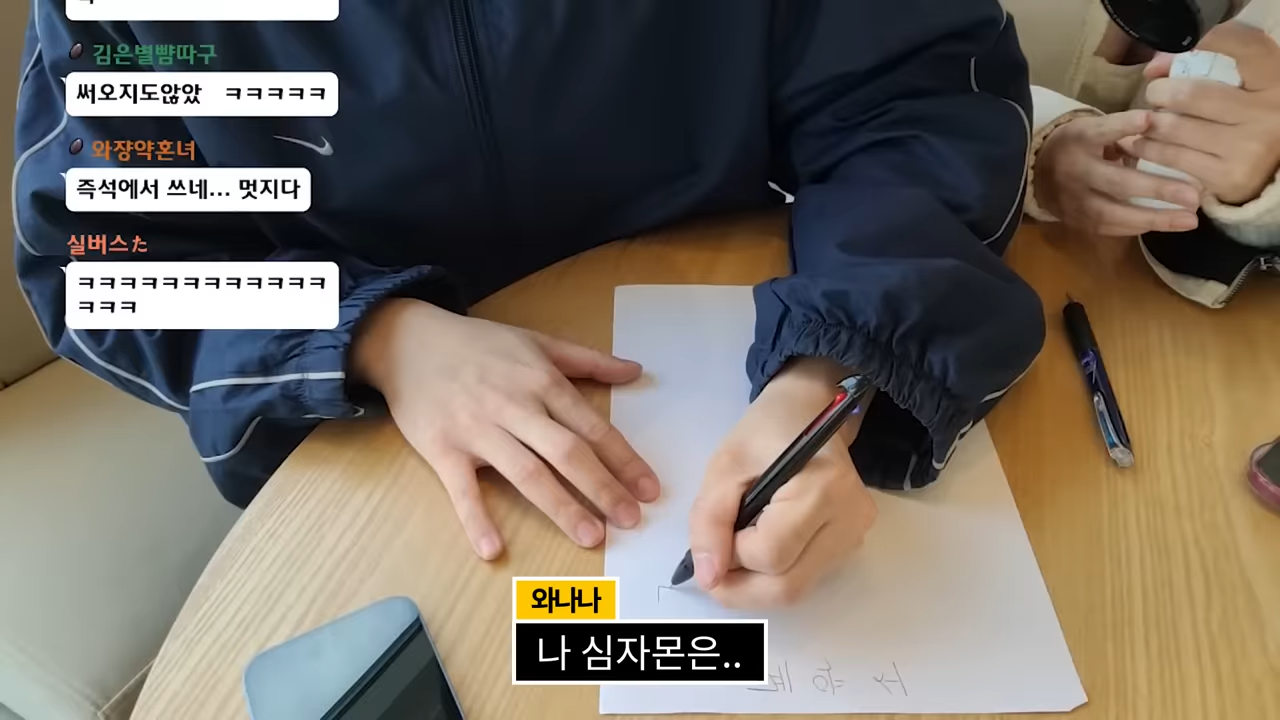 김은별뺨따구
써오지도않았 ㅋㅋㅋㅋㅋ
와쟝약혼녀
즉석에서 쓰네... 멋지다
실버스た
ㅋㅋㅋㅋㅋㅋㅋㅋㅋㅋㅋㅋ
ㅋㅋㅋ
와나나
나 심자몬은..